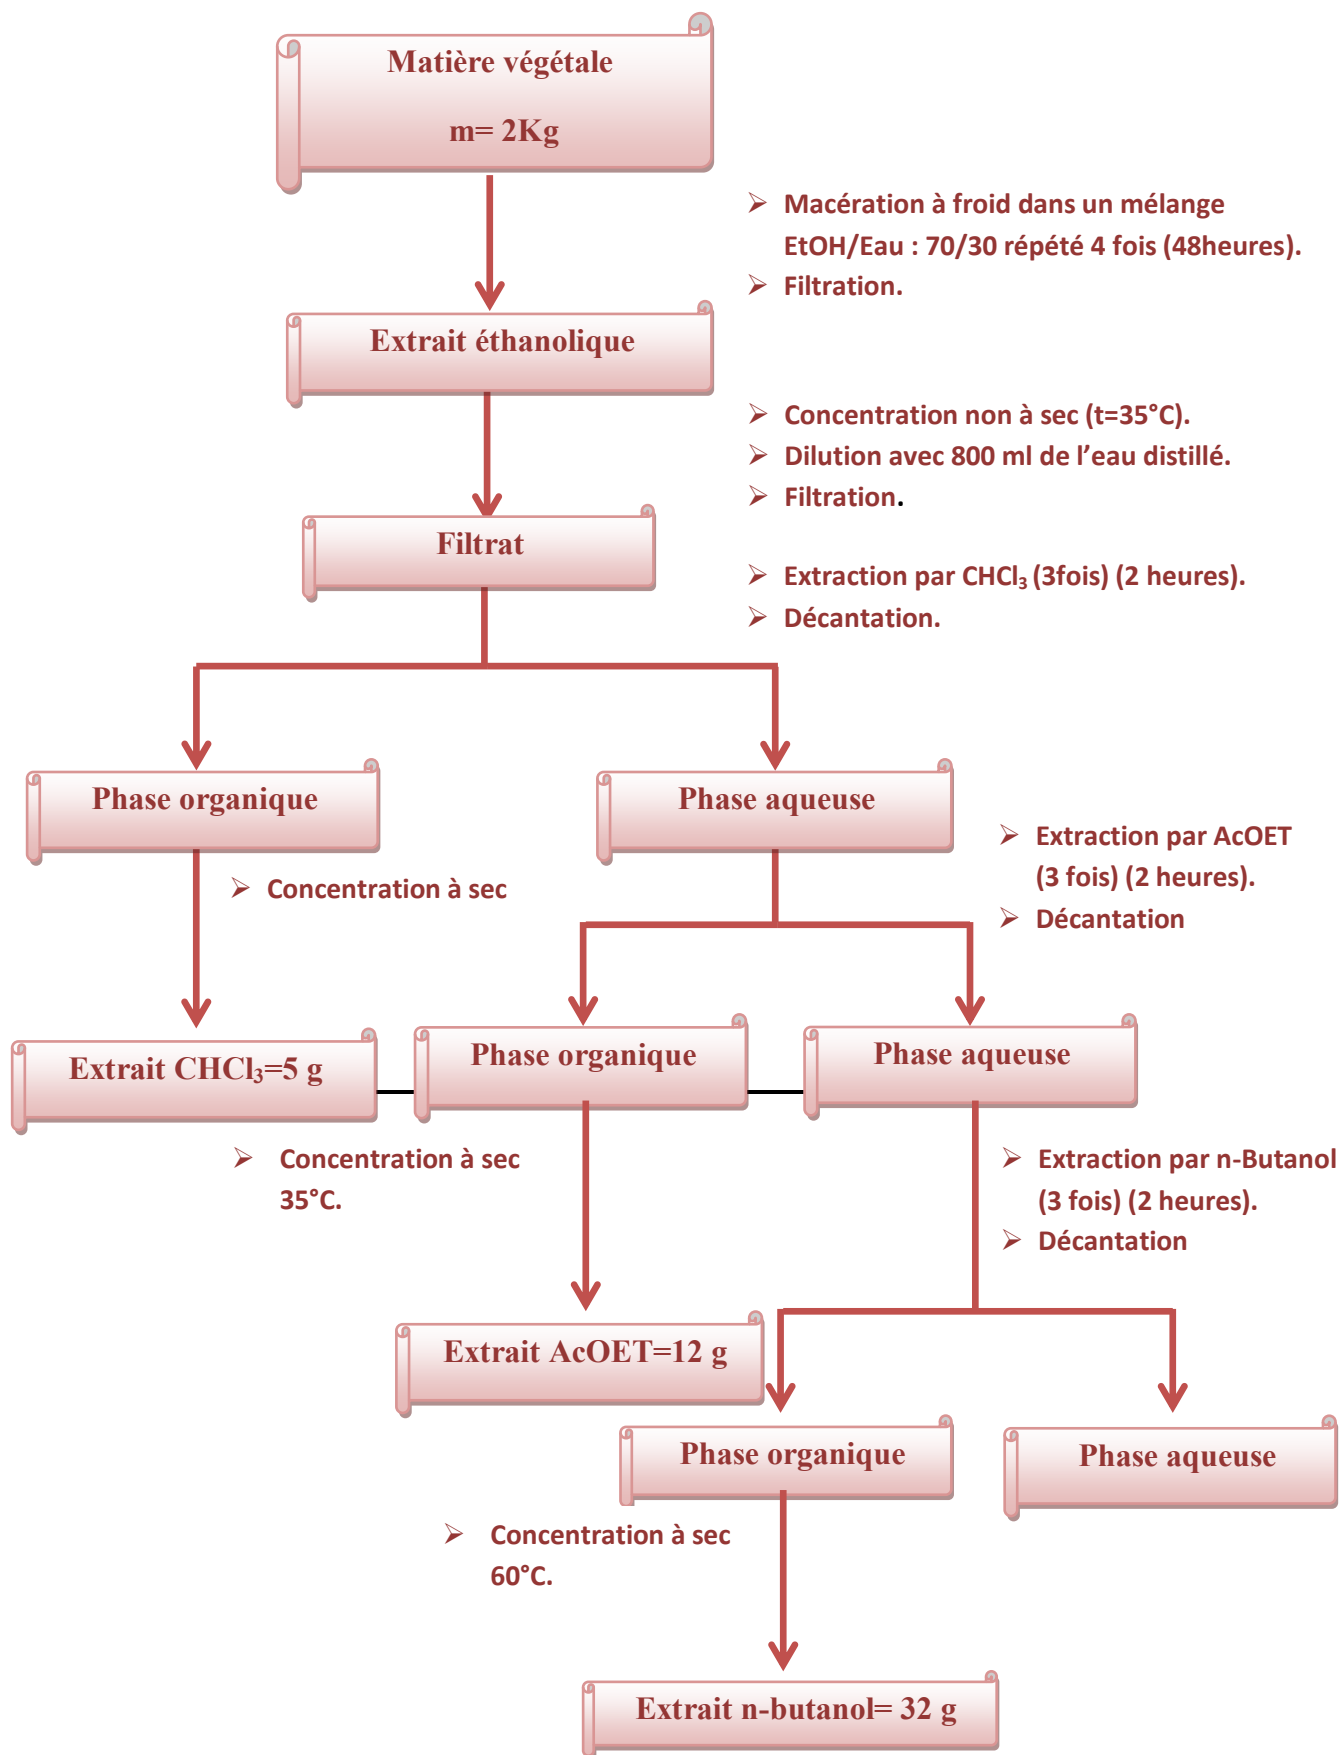 Matière végétale
m= 2Kg
➢ Macération à froid dans un mélange
EtOH/Eau : 70/30 répété 4 fois (48heures).
➢ Filtration.
Extrait éthanolique
➢ Concentration non à sec (t=35°C).
➢ Dilution avec 800 ml de l’eau distillé.
➢ Filtration.
Filtrat
➢ Extraction par CHCl₃ (3fois) (2 heures).
➢ Décantation.
Phase organique
Phase aqueuse
➢ Extraction par AcOET
(3 fois) (2 heures).
➢ Décantation
➢ Concentration à sec
Extrait CHCl₃=5 g
Phase organique
Phase aqueuse
➢ Concentration à sec
35°C.
➢ Extraction par n-Butanol
(3 fois) (2 heures).
➢ Décantation
Extrait AcOET=12 g
Phase organique
Phase aqueuse
➢ Concentration à sec
60°C.
Extrait n-butanol= 32 g